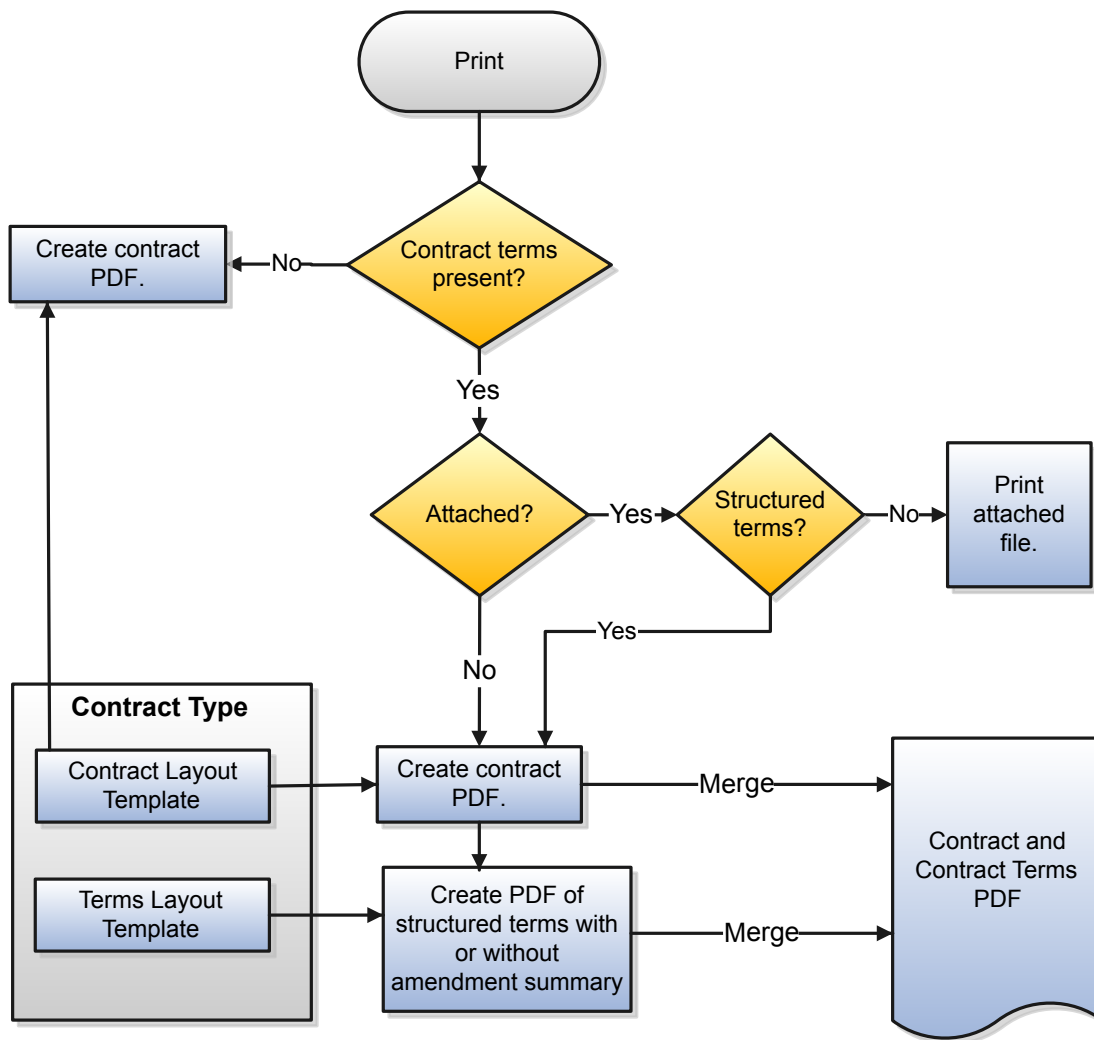 Print
Contract terms
present?
No
Create contract
PDF.
Yes
Attached?
Yes
Structured
terms?
No
Print
attached
file.
Yes
No
Contract Type
Contract Layout
Template
Create contract
PDF.
Merge
Contract and
Contract Terms
PDF
Terms Layout
Template
Create PDF of
structured terms with
or without
amendment summary
Merge